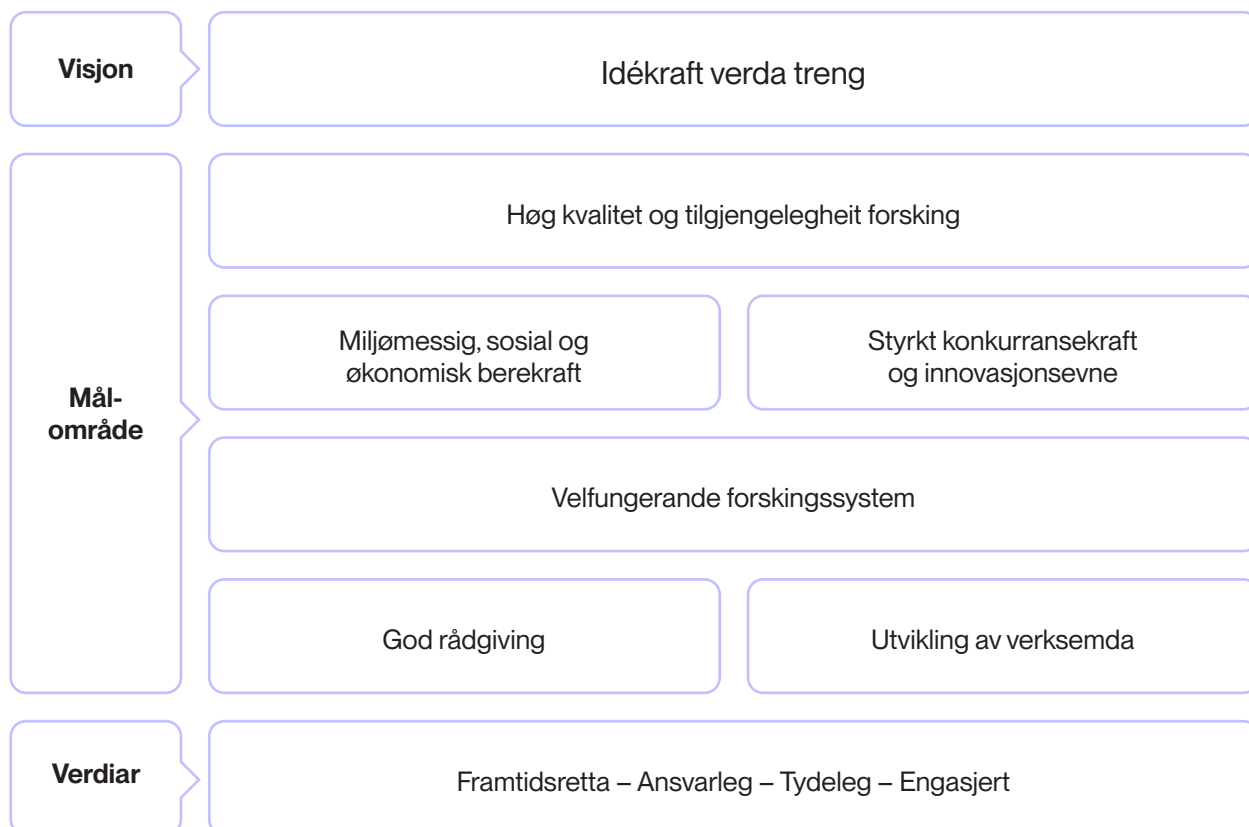 Visjon
Idékraft verda treng
Høg kvalitet og tilgjengelegheit forsking
Miljømessig, sosial og
økonomisk berekraft
Styrkt konkurransekraft
og innovasjonsevne
Mål-
område
Velfungerande forskingssystem
God rådgiving
Utvikling av verksemda
Verdiar
Framtidsretta – Ansvarleg – Tydeleg – Engasjert